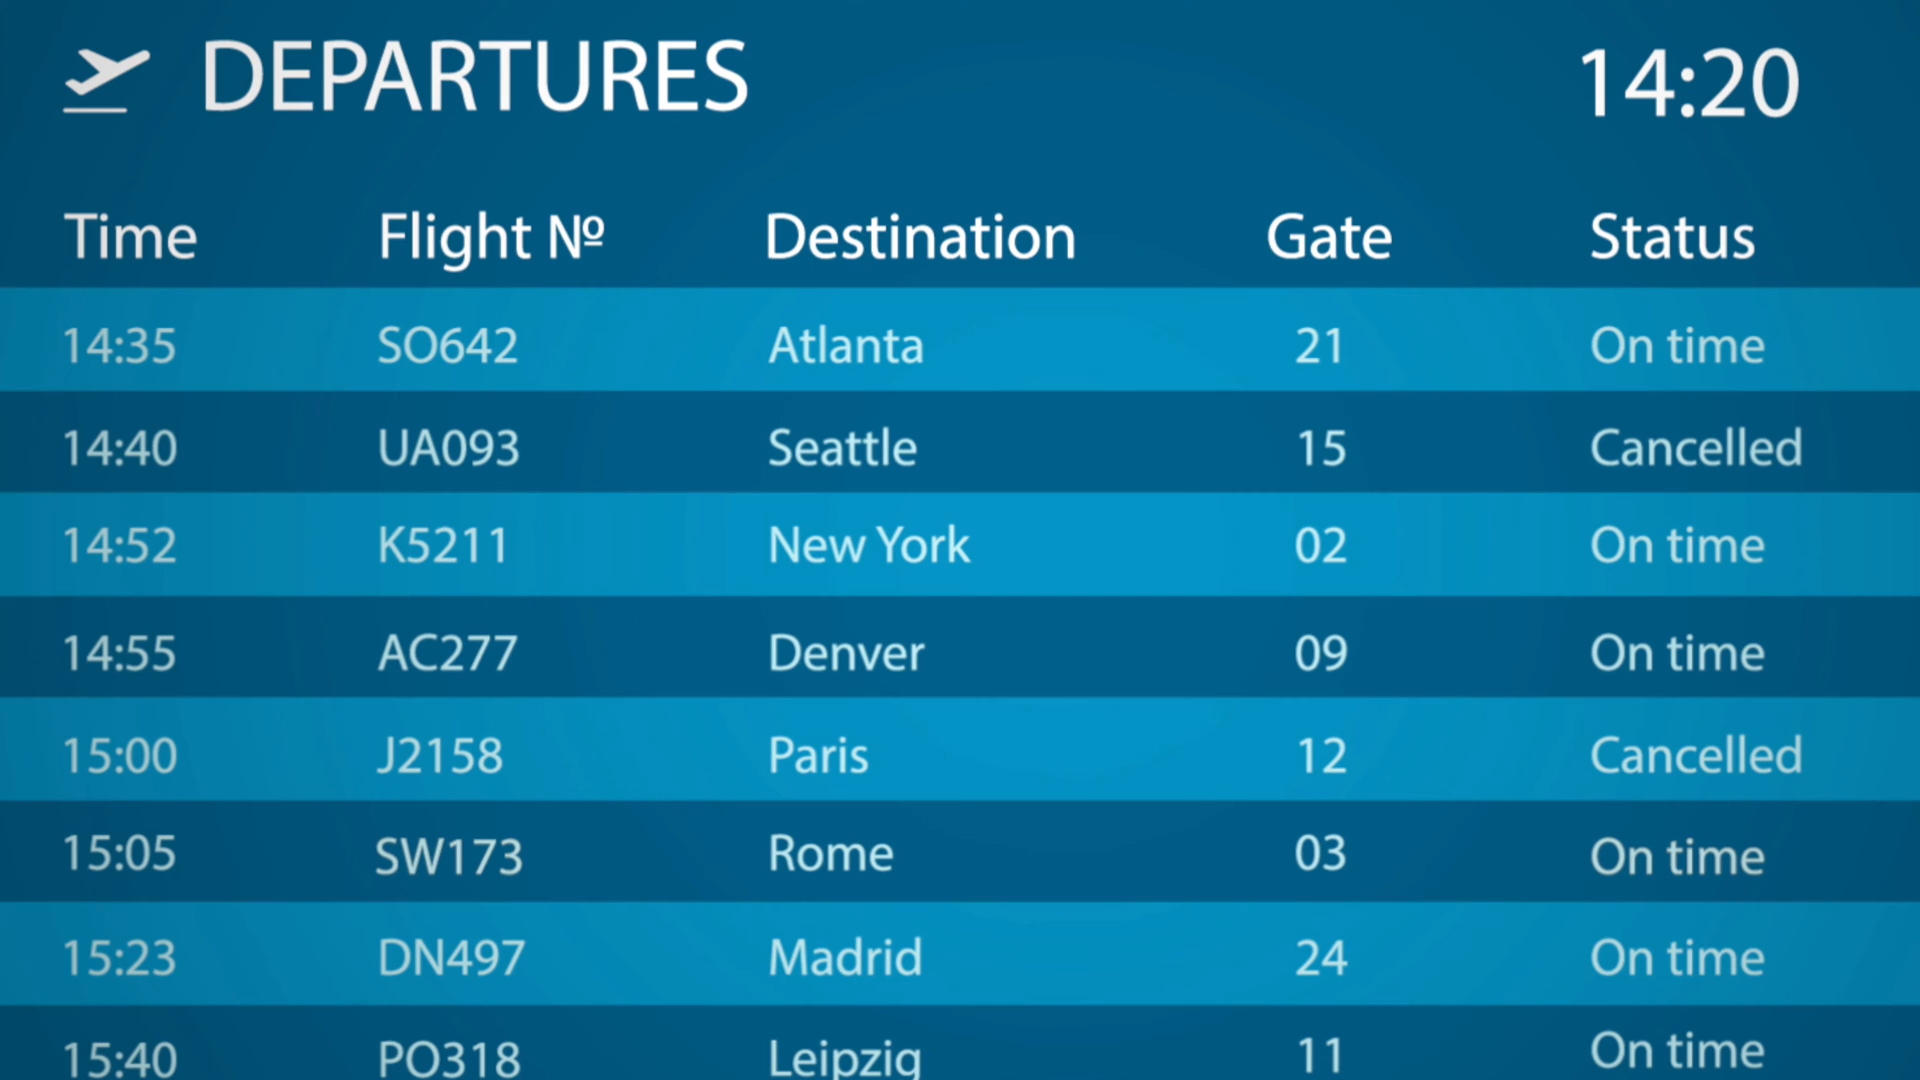 DEPARTURES 14:20
Time Flight № Destination Gate Status
14:35 SO642 Atlanta 21 On time
14:40 UA093 Seattle 15 Cancelled
14:52 K5211 New York 02 On time
14:55 AC277 Denver 09 On time
15:00 J2158 Paris 12 Cancelled
15:05 SW173 Rome 03 On time
15:23 DN497 Madrid 24 On time
15:40 PO318 Leipzig 11 On time